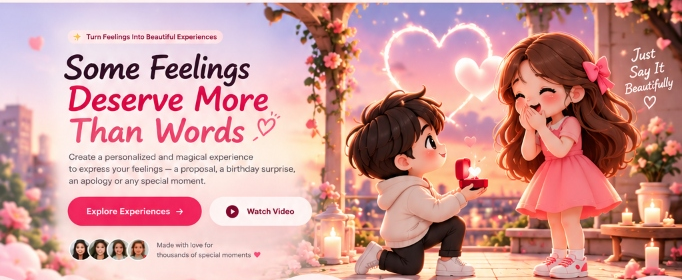 Turn Feelings Into Beautiful Experiences
Some Feelings
Deserve More
Than Words
Create a personalized and magical experience
to express your feelings — a proposal, a birthday surprise,
an apology or any special moment.
Explore Experiences →
Watch Video
Made with love for
thousands of special moments
Just
Say It
Beautifully